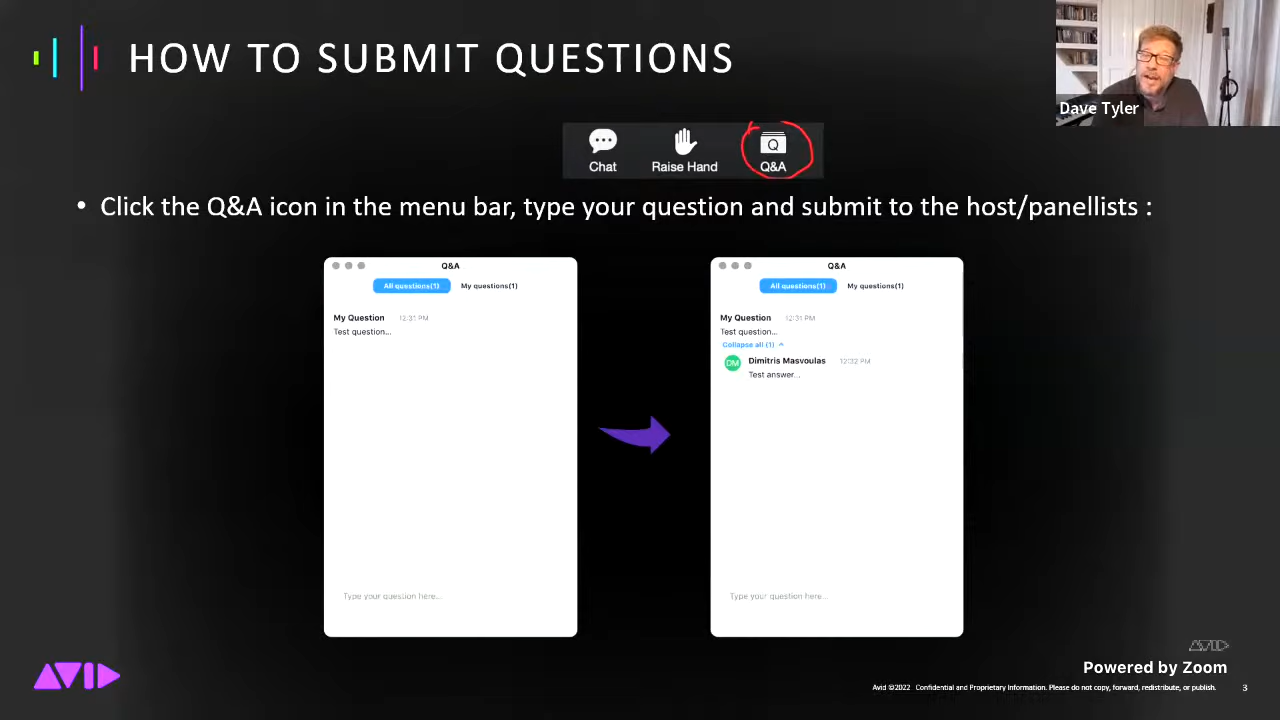 HOW TO SUBMIT QUESTIONS
Dave Tyler
Chat Raise Hand Q Q&A
• Click the Q&A icon in the menu bar, type your question and submit to the host/panellists :
Q&A
All questions(1) My questions(1)
My Question 12:31 PM
Test question...
Type your question here...
Q&A
All questions(1) My questions(1)
My Question 12:31 PM
Test question...
Collapse all (1)
DM Dimitris Masvoulas 12:32 PM
Test answer...
Type your question here...
AVID
AVID
Powered by Zoom
Avid ©2022 Confidential and Proprietary Information. Please do not copy, forward, redistribute, or publish. 3